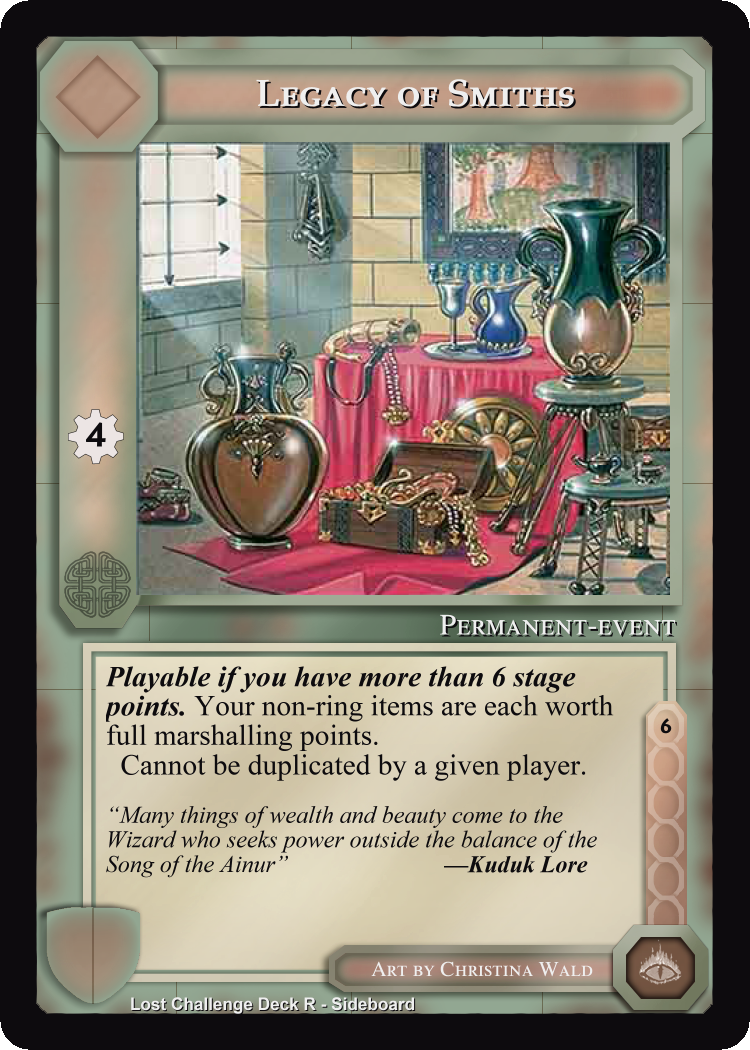 Legacy of Smiths
4
Permanent-event
Playable if you have more than 6 stage
points. Your non-ring items are each worth
full marshalling points.
Cannot be duplicated by a given player.
6
“Many things of wealth and beauty come to the
Wizard who seeks power outside the balance of the
Song of the Ainur” —Kuduk Lore
Art by Christina Wald
Lost Challenge Deck R - Sideboard